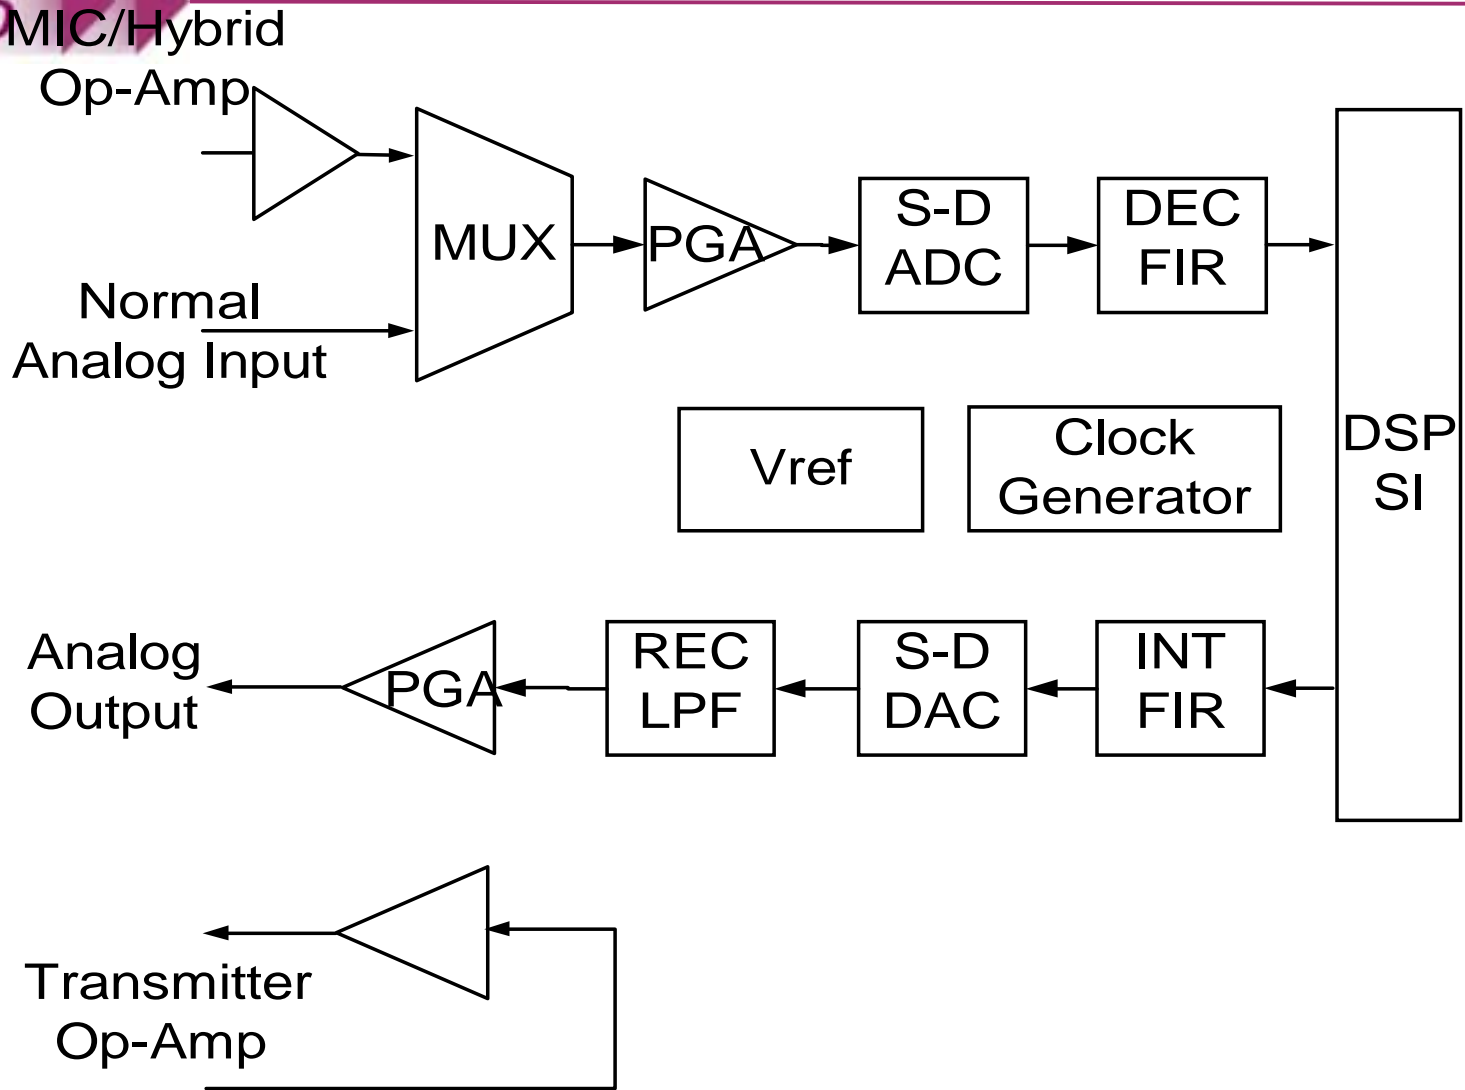 MIC/Hybrid
Op-Amp
Normal
Analog Input
MUX
PGA
S-D
ADC
DEC
FIR
Vref
Clock
Generator
DSP
SI
Analog
Output
PGA
REC
LPF
S-D
DAC
INT
FIR
Transmitter
Op-Amp